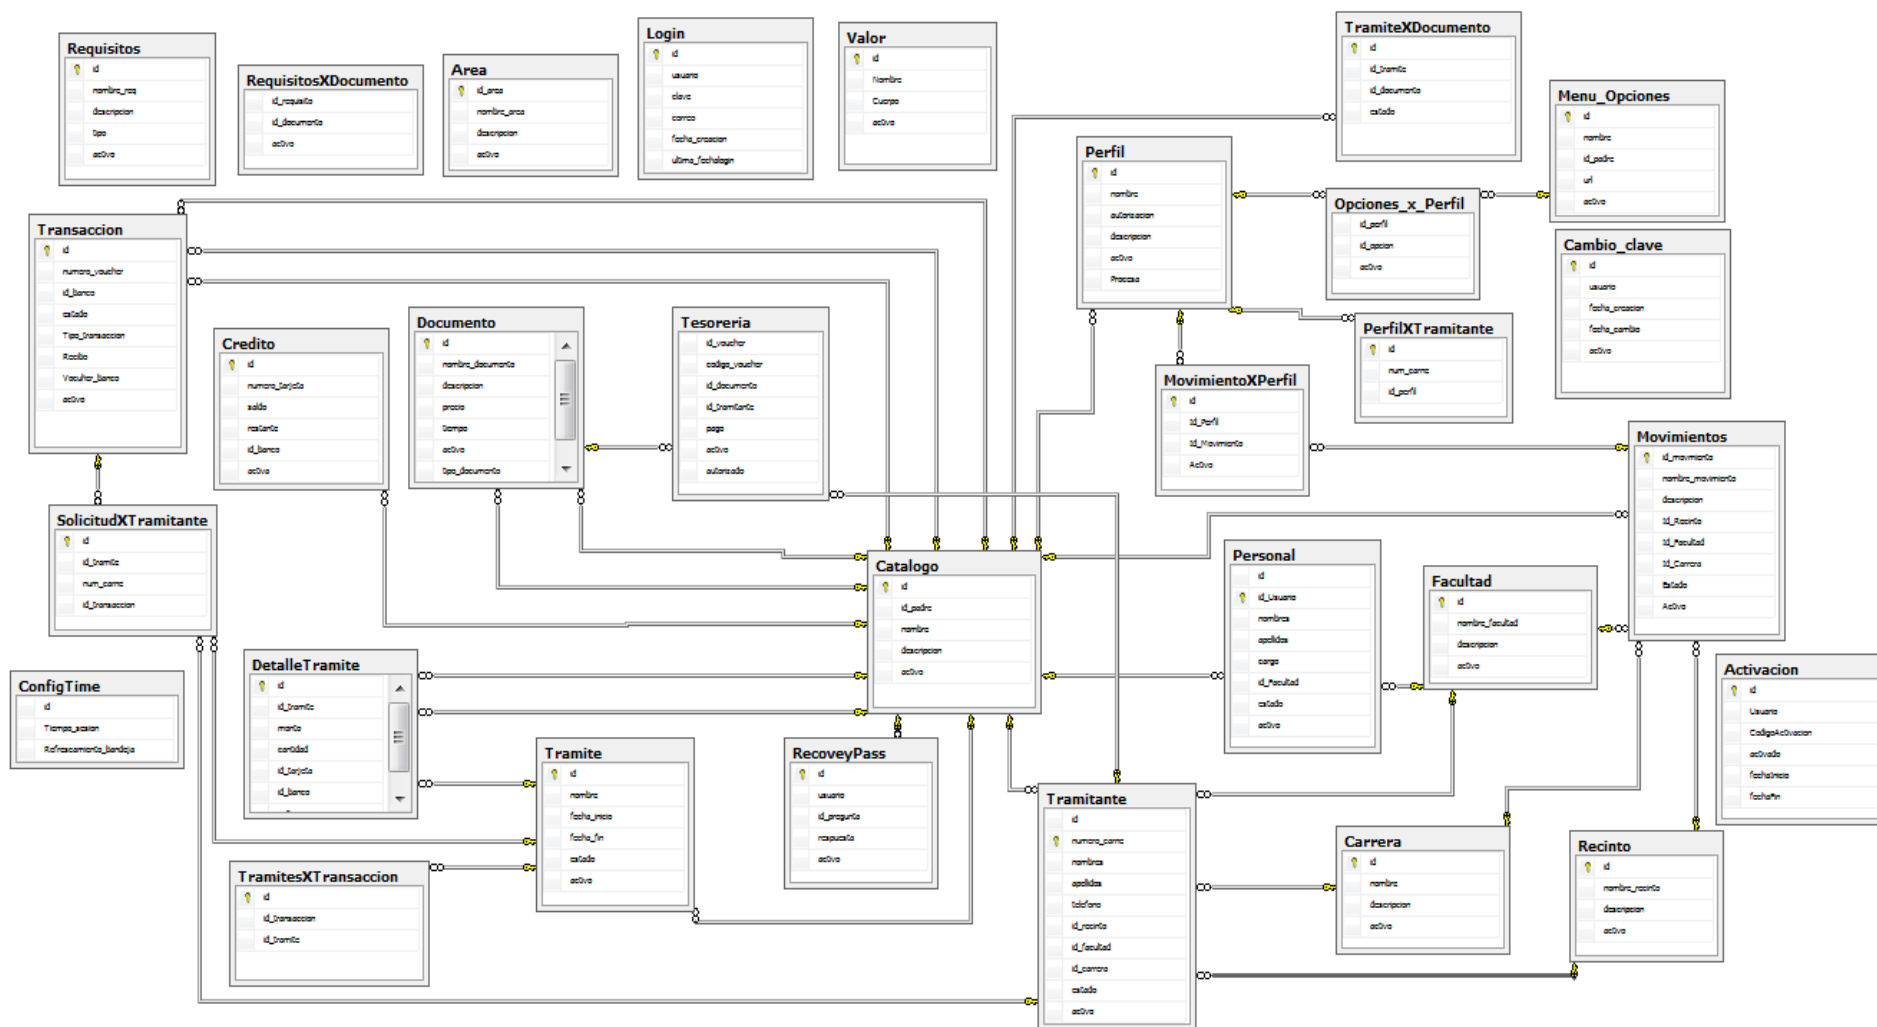 Requisitos
id
nombre_req
descripcion
tipo
activo
RequisitosXDocumento
id_requisito
id_documento
activo
Area
id_area
nombre_area
descripcion
activo
Login
id
usuario
clave
correo
fecha_creacion
ultima_fechalogin
Valor
id
Nombre
Cuerpo
activo
TramiteXDocumento
id
id_tramite
id_documento
estado
Menu_Opciones
id
nombre
id_padre
url
activo
Perfil
id
nombre
autorizacion
descripcion
activo
Proceso
Opciones_x_Perfil
id_perfil
id_opcion
activo
Cambio_clave
id
usuario
fecha_creacion
fecha_cambio
activo
Transaccion
id
numero_voucher
id_banco
estado
Tipo_transaccion
Recibo
Voculher_banco
activo
Credito
id
numero_tarjeta
saldo
restante
id_banco
activo
Documento
id
nombre_documento
descripcion
precio
tiempo
activo
tipo_documento
Tesoreria
id_voucher
codigo_voucher
id_documento
id_tramitante
pago
activo
autorizado
PerfilXTramitante
id
num_carne
id_perfil
MovimientoXPerfil
id
Id_Perfil
Id_Movimiento
Activo
Movimientos
id_movimiento
nombre_movimiento
descripcion
Id_Recinto
Id_Facultad
Id_Carrera
Estado
Activo
SolicitudXTramitante
id
id_tramite
num_carne
id_transaccion
Catalogo
id
id_padre
nombre
descripcion
activo
Personal
id
id_Usuario
nombres
apellidos
cargo
id_Facultad
estado
activo
Facultad
id
nombre_facultad
descripcion
activo
ConfigTime
id
Tiempo_sesion
Refrescamiento_bandeja
DetalleTramite
id
id_tramite
monto
cantidad
id_tarjeta
id_banco
Tramite
id
nombre
fecha_inicio
fecha_fin
estado
activo
RecoveyPass
id
usuario
id_pregunta
respuesta
activo
Activacion
id
Usuario
CodigoActivacion
activado
fechaInicio
fechaFin
TramitesXTransaccion
id
id_transaccion
id_tramite
Tramitante
id
numero_carne
nombres
apellidos
telefono
id_recinto
id_facultad
id_carrera
estado
activo
Carrera
id
nombre
descripcion
activo
Recinto
id
nombre_recinto
descripcion
activo